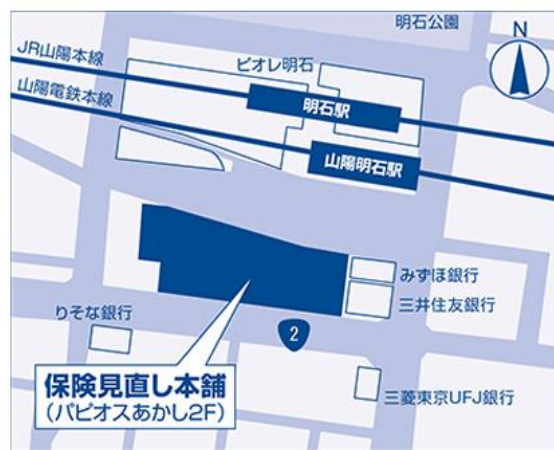 明石公園
N
JR山陽本線
ピオレ明石
山陽電鉄本線
明石駅
山陽明石駅
みずほ銀行
三井住友銀行
りそな銀行
2
保険見直し本舗
(パピオスあかし2F)
三菱東京UFJ銀行